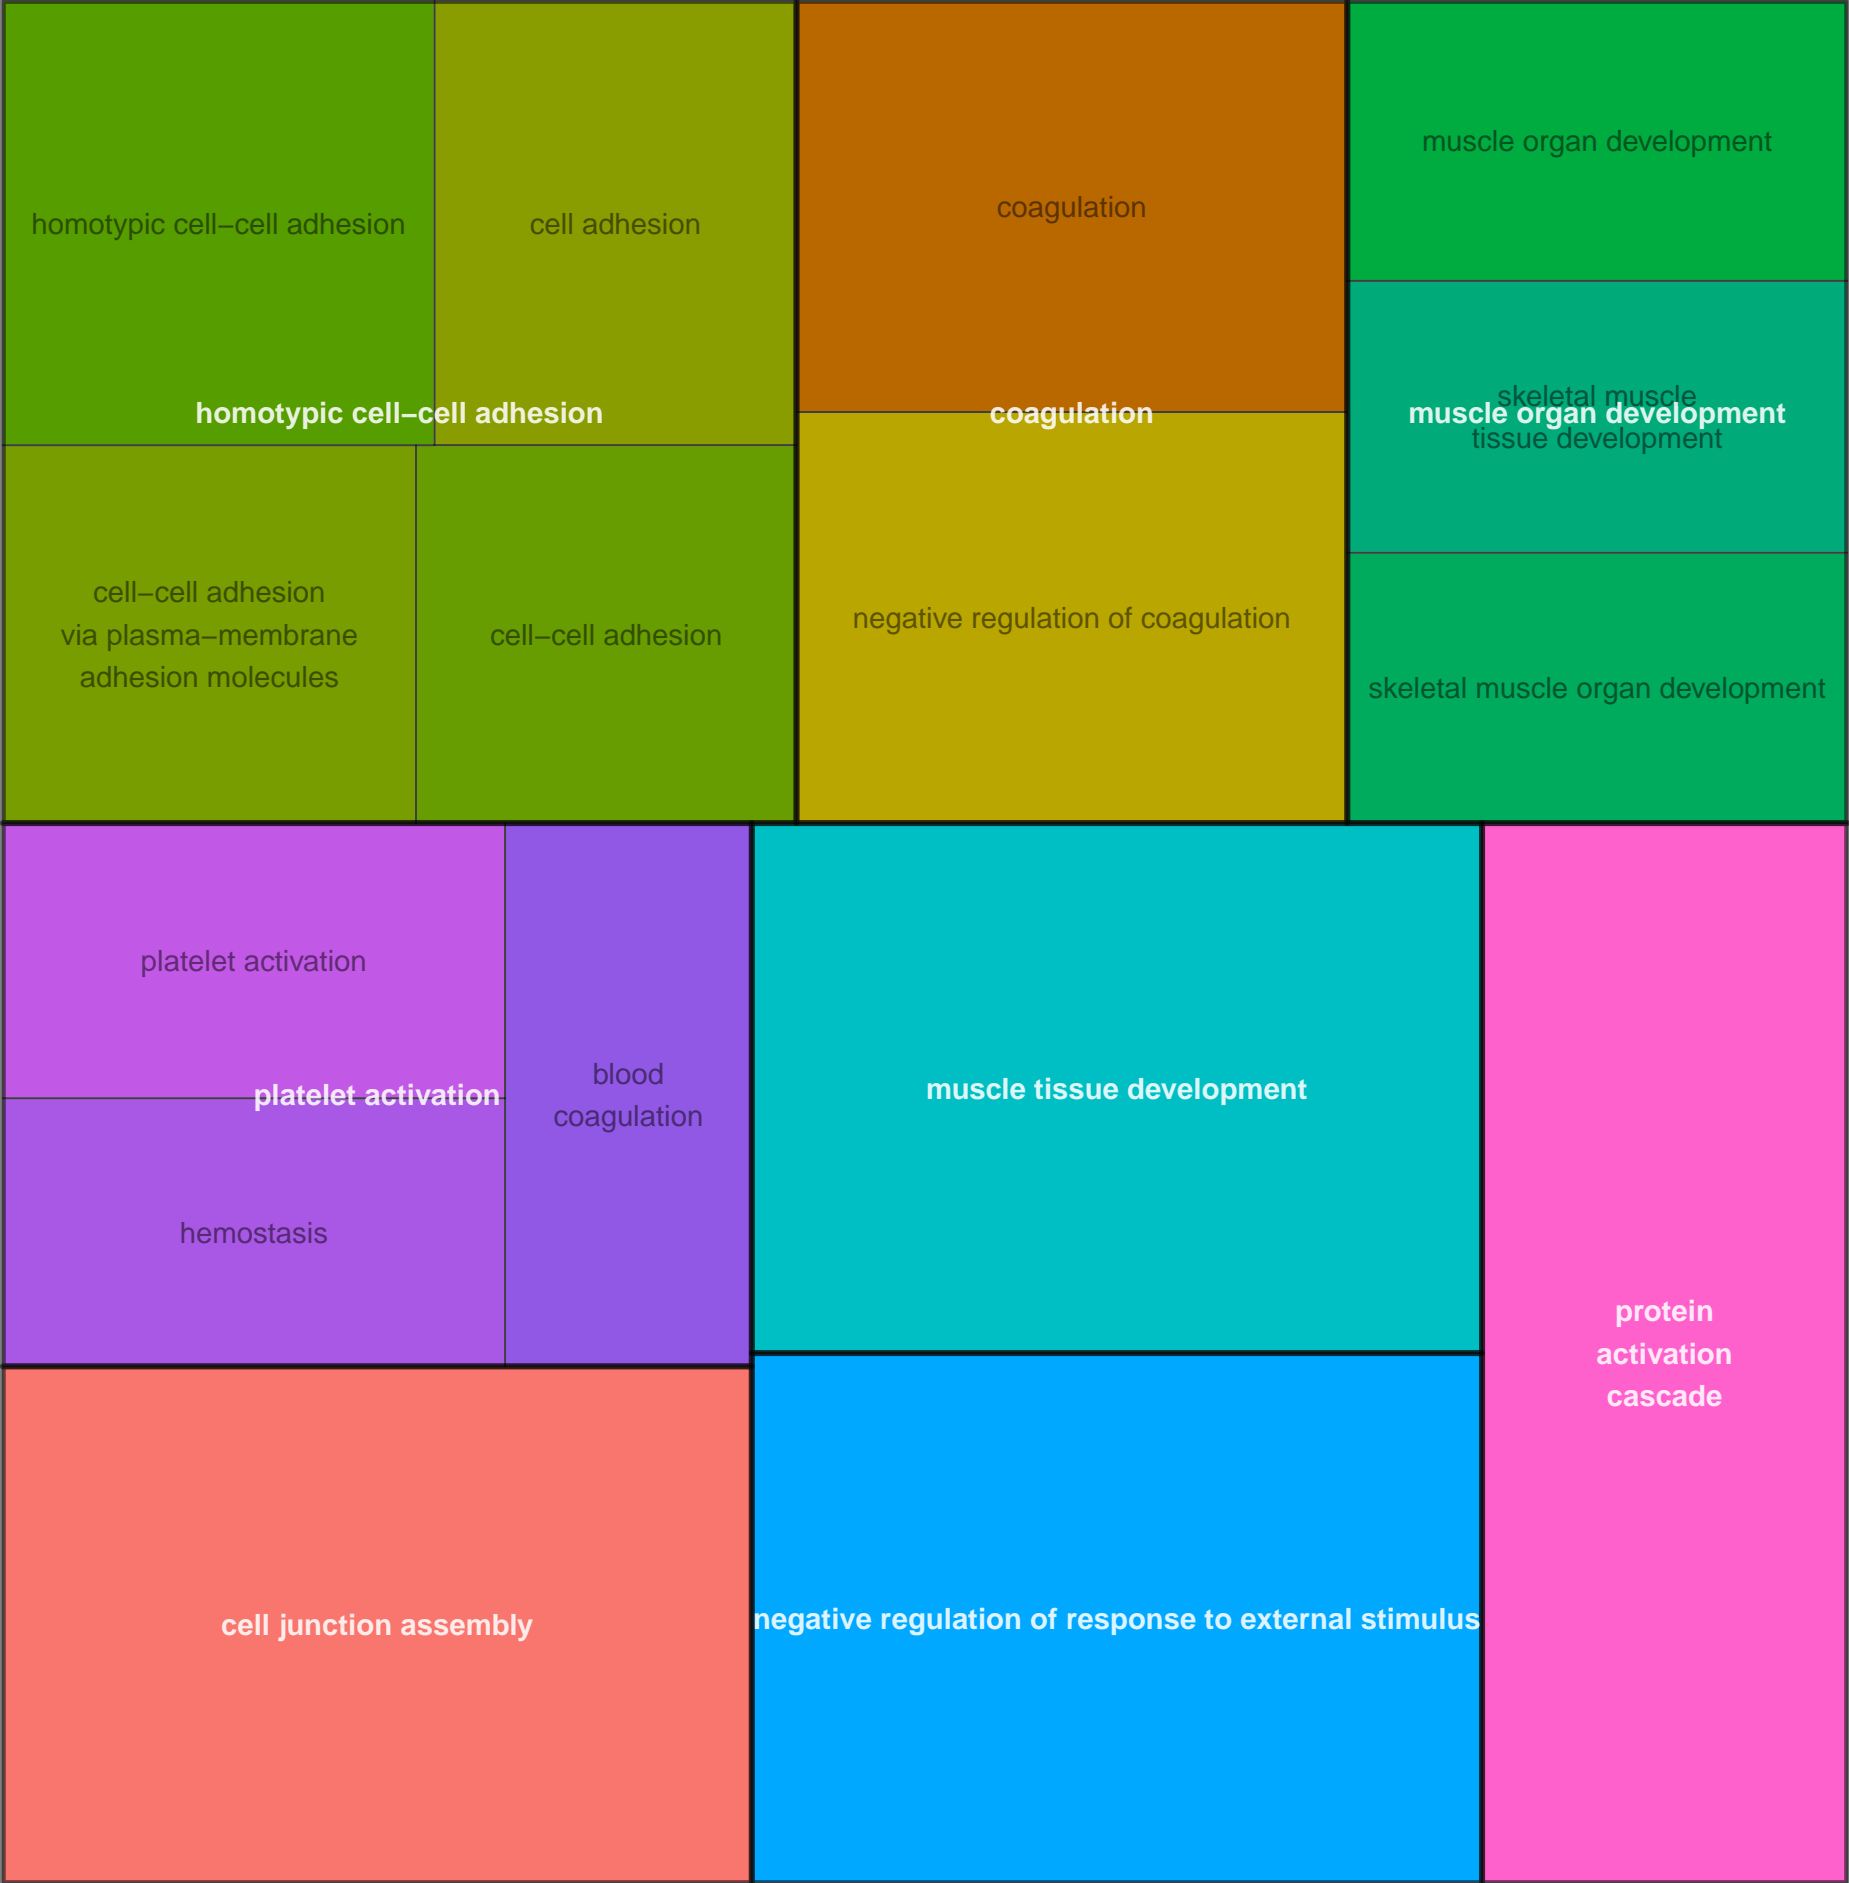 homotypic cell–cell adhesion
cell adhesion
homotypic cell–cell adhesion
cell–cell adhesion
via plasma–membrane
adhesion molecules
cell–cell adhesion
coagulation
coagulation
negative regulation of coagulation
muscle organ development
skeletal muscle
muscle organ development
tissue development
skeletal muscle organ development
platelet activation
platelet activation
hemostasis
blood
coagulation
muscle tissue development
protein
activation
cascade
cell junction assembly
negative regulation of response to external stimulus